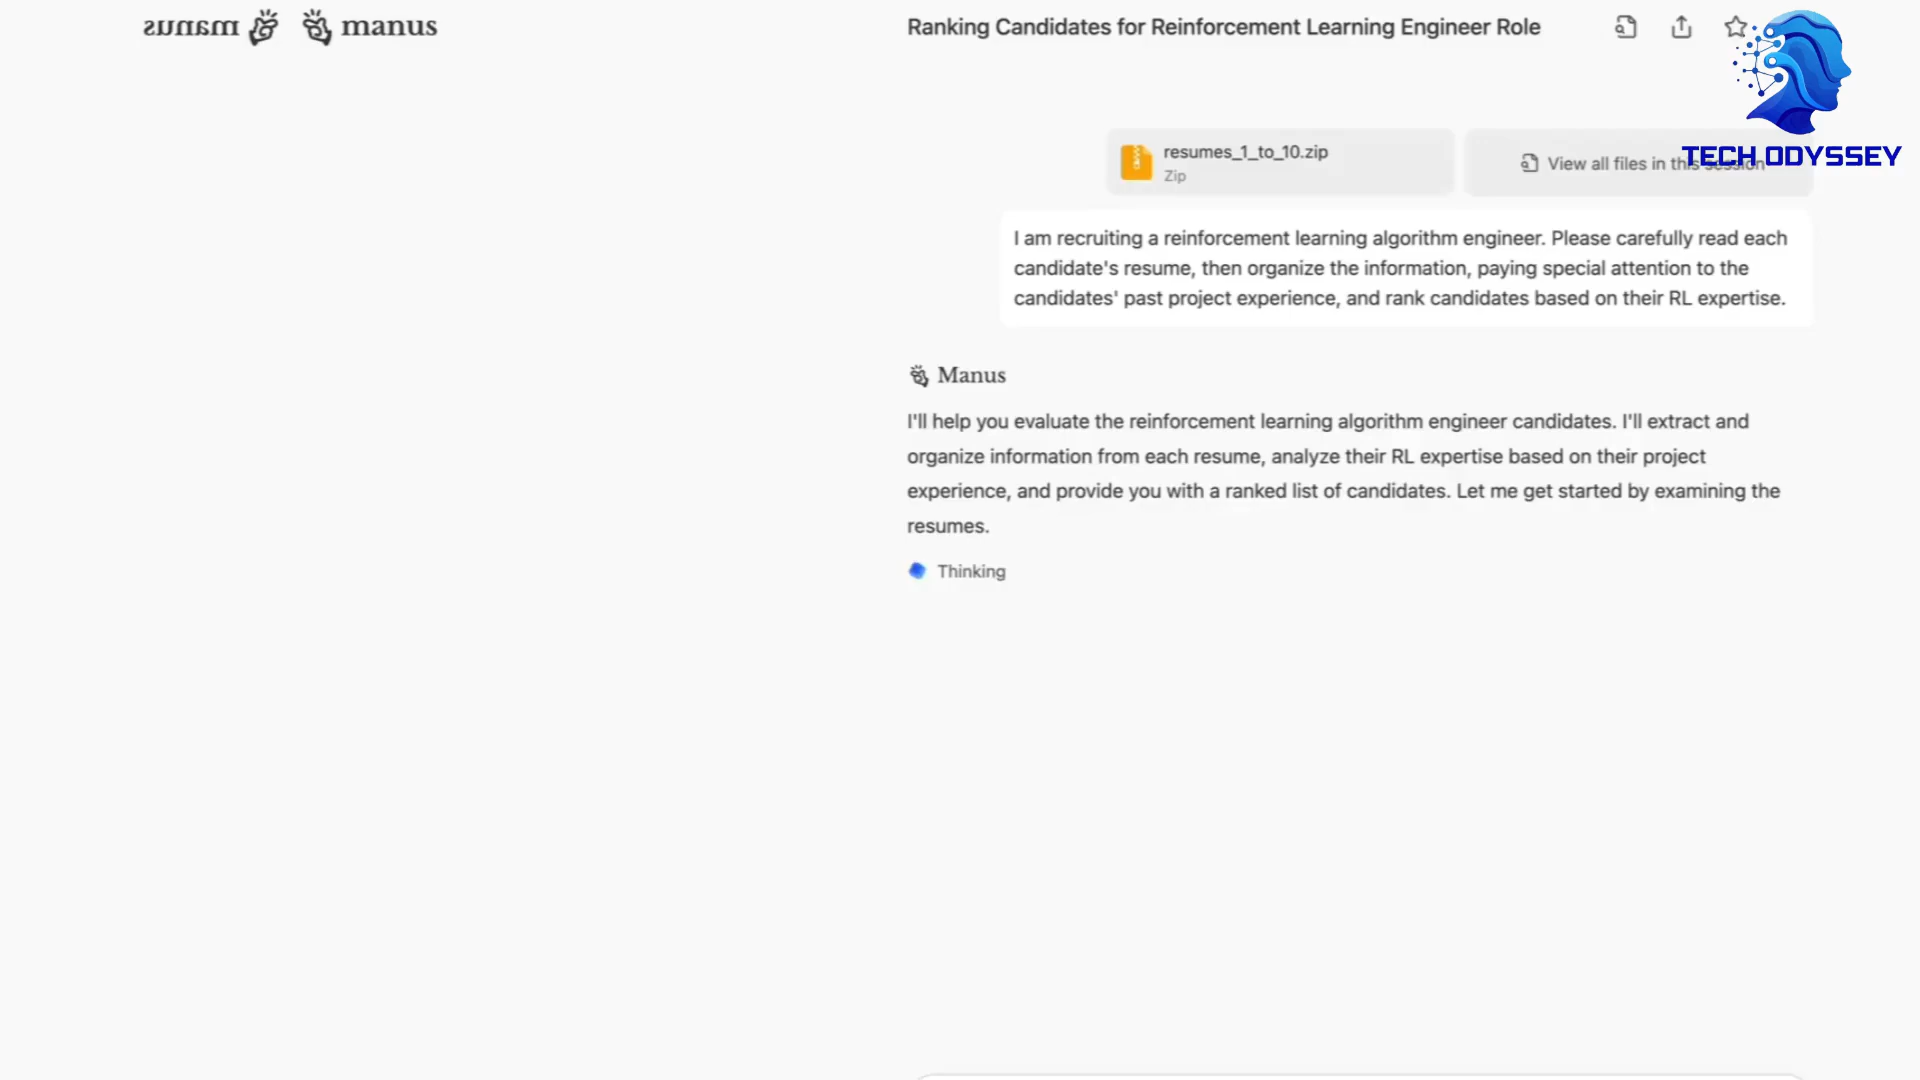 manus manus
Ranking Candidates for Reinforcement Learning Engineer Role
TECH ODYSSEY
resumes_1_to_10.zip
Zip
View all files in this session
I am recruiting a reinforcement learning algorithm engineer. Please carefully read each
candidate's resume, then organize the information, paying special attention to the
candidates' past project experience, and rank candidates based on their RL expertise.
Manus
I'll help you evaluate the reinforcement learning algorithm engineer candidates. I'll extract and
organize information from each resume, analyze their RL expertise based on their project
experience, and provide you with a ranked list of candidates. Let me get started by examining the
resumes.
Thinking